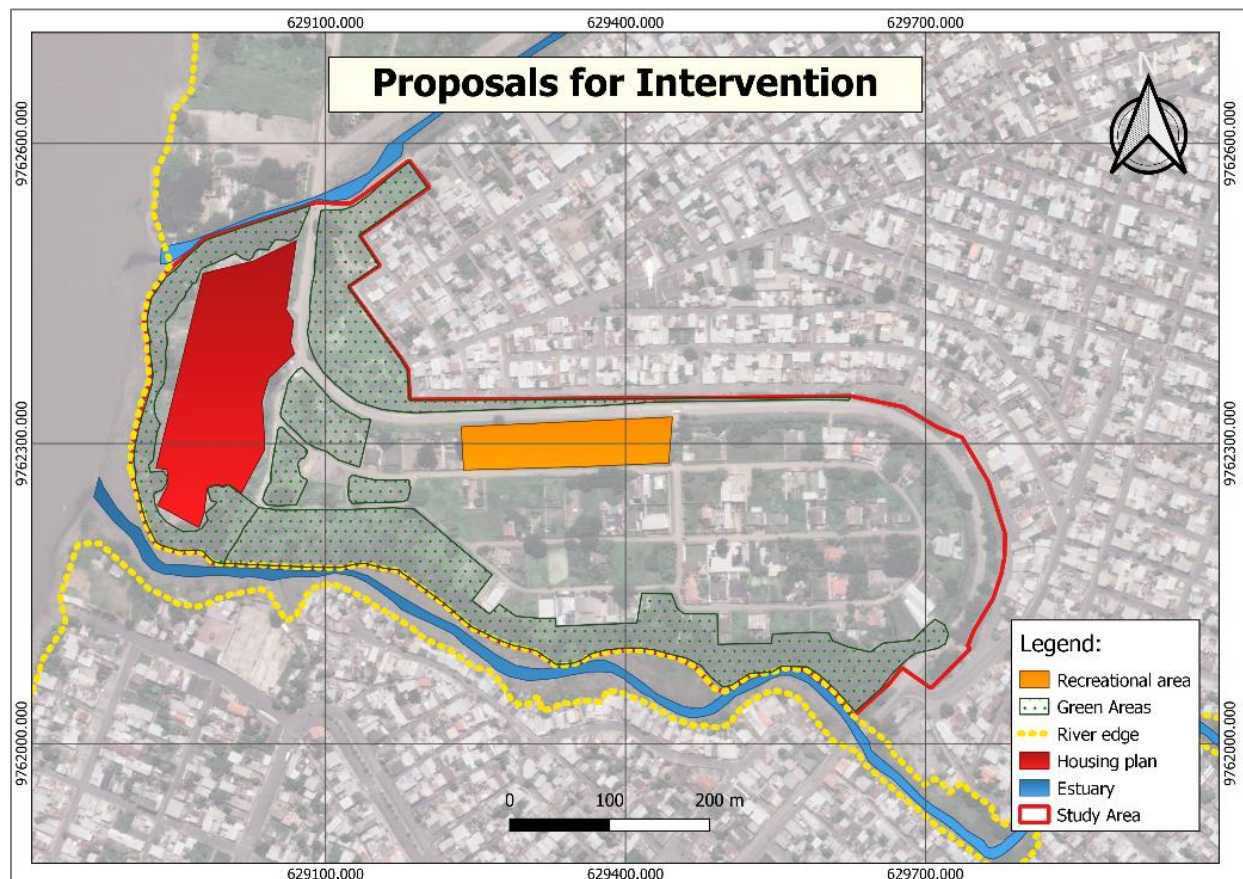 629100.000 629400.000 629700.000
Proposals for Intervention
N
9762600.000 9762600.000
9762300.000 9762300.000
9762000.000 9762000.000
Legend:
Recreational area
Green Areas
River edge
Housing plan
Estuary
Study Area
0 100 200 m
629100.000 629400.000 629700.000